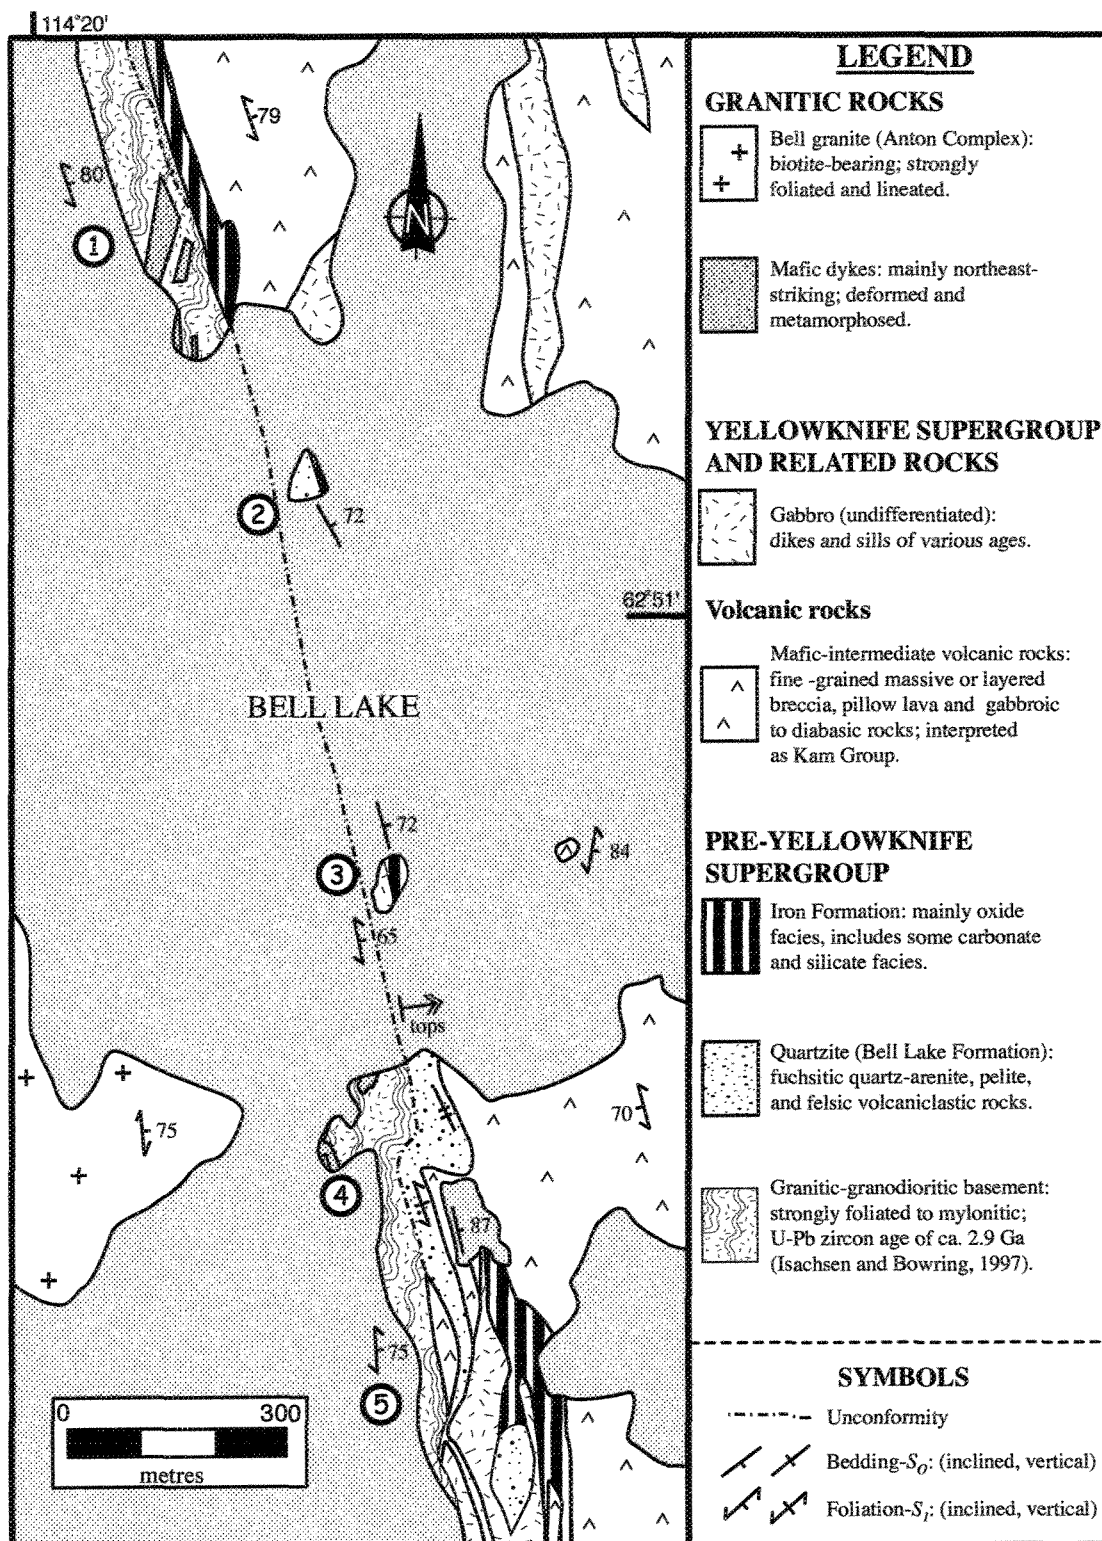 114°20'
79
80
1
N
2
72
62°51'
BELL LAKE
72
3
84
65
tops
75
70
4
87
75
5
0 300
metres
LEGEND
GRANITIC ROCKS
Bell granite (Anton Complex):
biotite-bearing; strongly
foliated and lineated.
Mafic dykes: mainly northeast-
striking; deformed and
metamorphosed.
YELLOWKNIFE SUPERGROUP
AND RELATED ROCKS
Gabbro (undifferentiated):
dikes and sills of various ages.
Volcanic rocks
Mafic-intermediate volcanic rocks:
fine -grained massive or layered
breccia, pillow lava and gabbroic
to diabasic rocks; interpreted
as Kam Group.
PRE-YELLOWKNIFE
SUPERGROUP
Iron Formation: mainly oxide
facies, includes some carbonate
and silicate facies.
Quartzite (Bell Lake Formation):
fuchsitic quartz-arenite, pelite,
and felsic volcaniclastic rocks.
Granitic-granodioritic basement:
strongly foliated to mylonitic;
U-Pb zircon age of ca. 2.9 Ga
(Isachsen and Bowring, 1997).
SYMBOLS
Unconformity
Bedding-S₀: (inclined, vertical)
Foliation-S₁: (inclined, vertical)